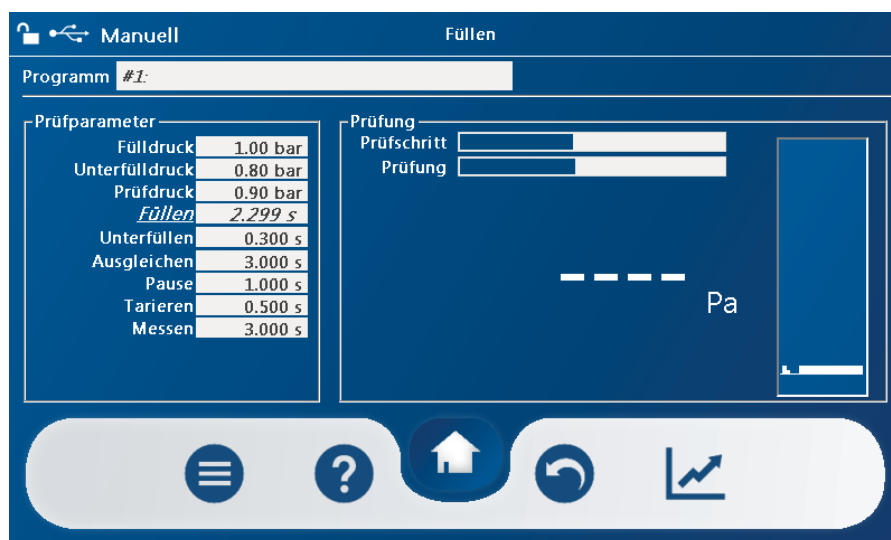 Manuell Füllen
Programm #1:
Prüfparameter
Fülldruck 1.00 bar
Unterfülldruck 0.80 bar
Prüfdruck 0.90 bar
Füllen 2.299 s
Unterfüllen 0.300 s
Ausgleichen 3.000 s
Pause 1.000 s
Tarieren 0.500 s
Messen 3.000 s
Prüfung
Prüfschritt
Prüfung
----
Pa